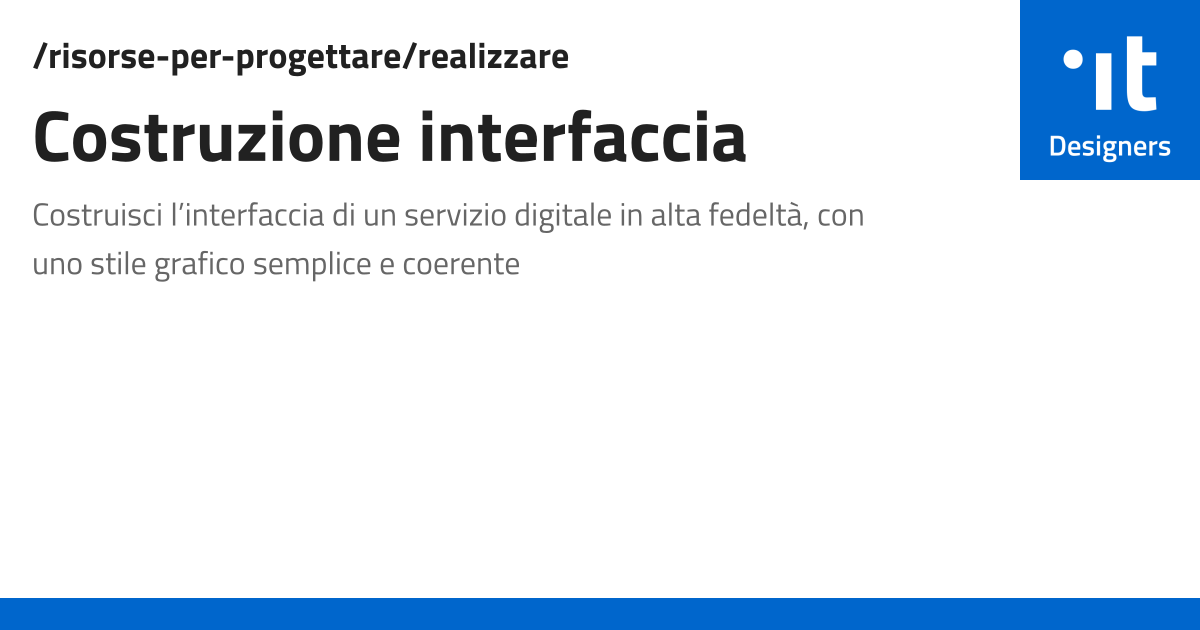 /risorse-per-progettare/realizzare
Costruzione interfaccia
Costruisci l’interfaccia di un servizio digitale in alta fedeltà, con
uno stile grafico semplice e coerente
.it
Designers